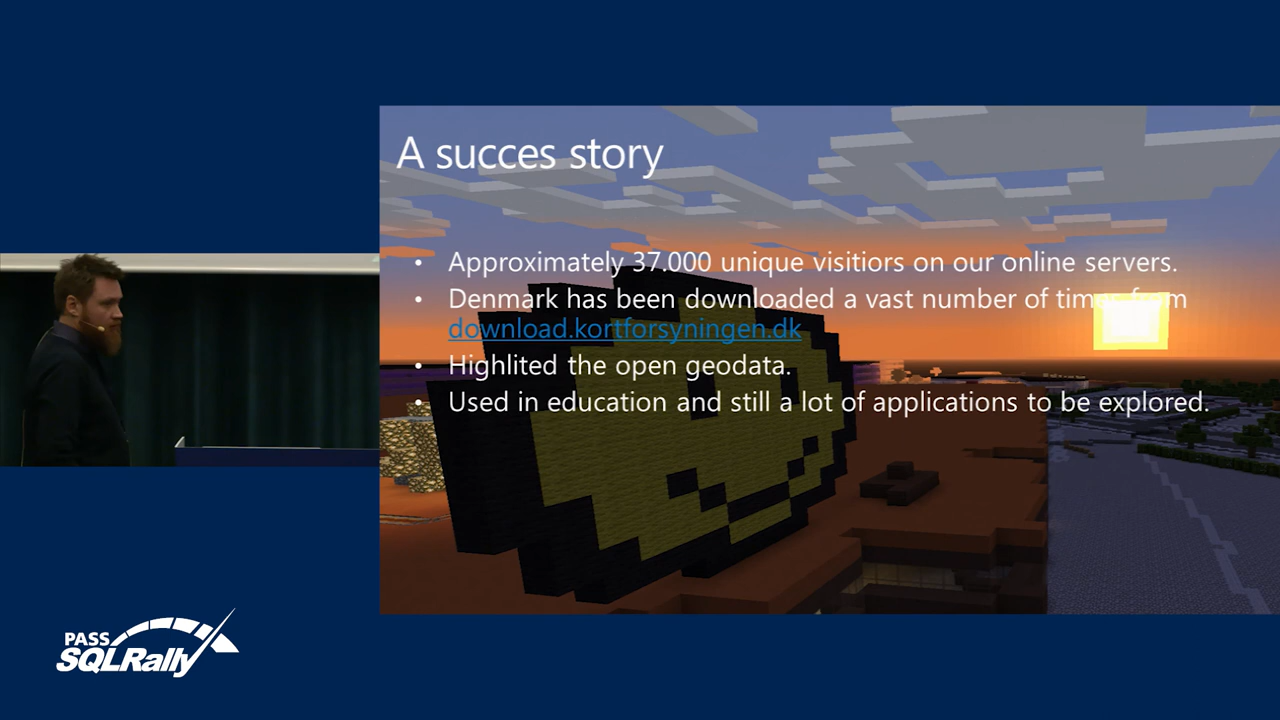 A succes story
• Approximately 37.000 unique visitiors on our online servers.
• Denmark has been downloaded a vast number of times from
download.kortforsyningen.dk
• Highlited the open geodata.
• Used in education and still a lot of applications to be explored.
PASS
SQLRally